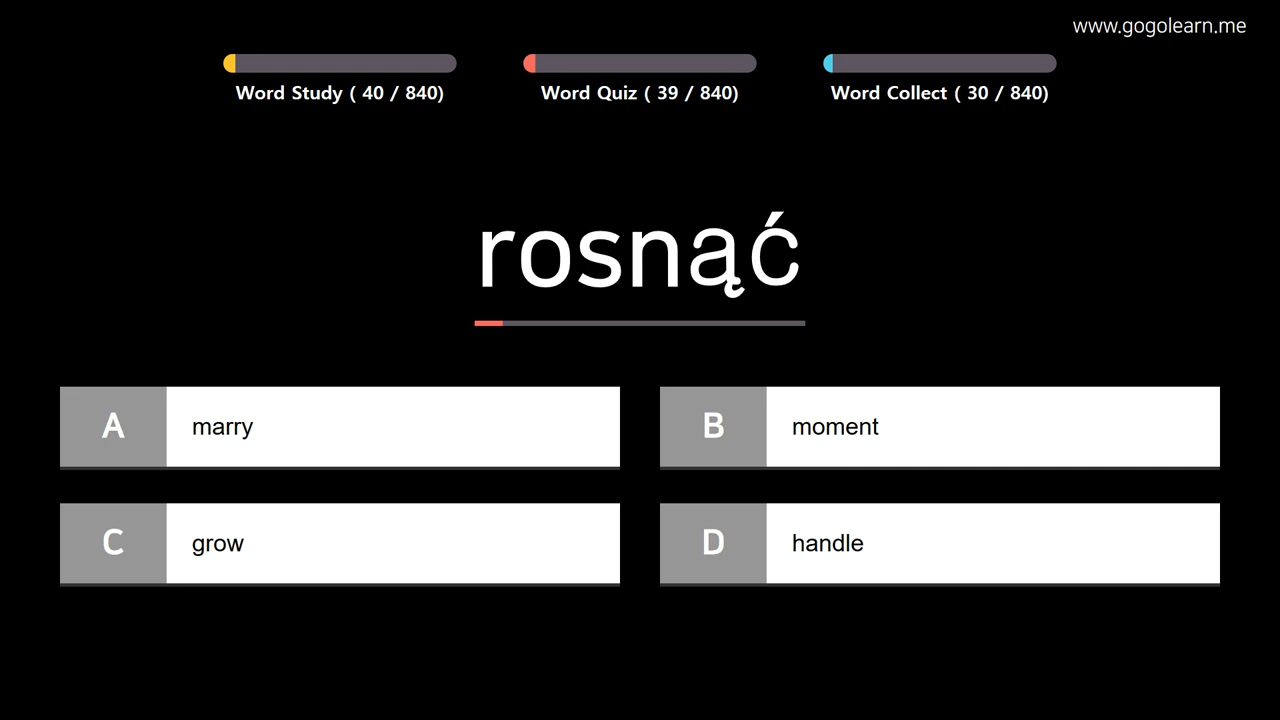 www.gogolearn.me
Word Study ( 40 / 840)
Word Quiz ( 39 / 840)
Word Collect ( 30 / 840)
rosnąć
A marry
B moment
C grow
D handle